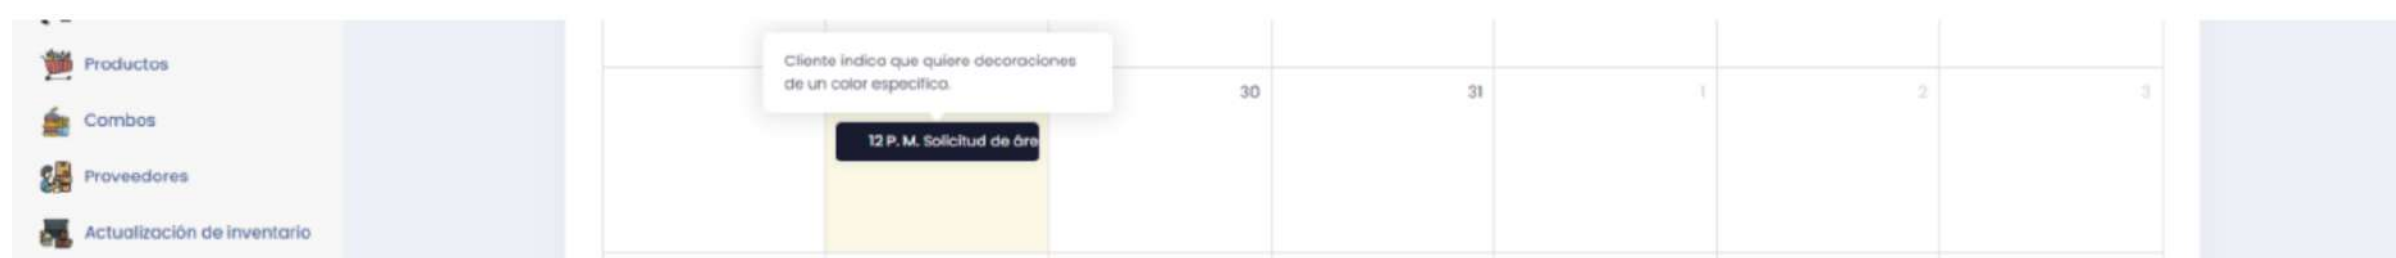 Productos
Combos
Proveedores
Actualización de inventario
Cliente indica que quiere decoraciones
de un color específico.
30
31
1
2
3
12 P. M. Solicitud de áre